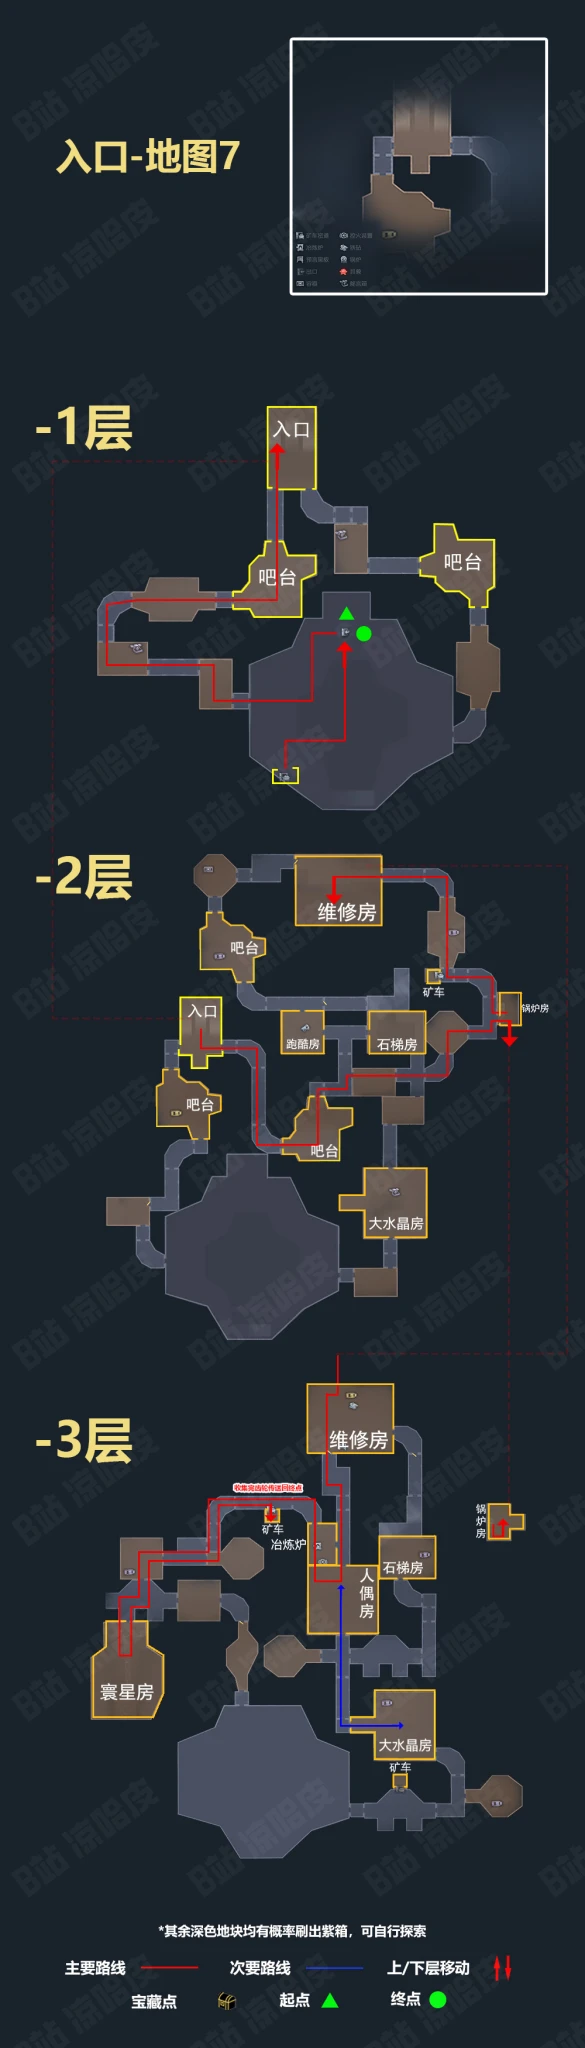 入口-地图7
-1层
入口
吧台
吧台
-2层
维修房
吧台
矿车
锅炉房
入口
跑酷房
石梯房
吧台
吧台
大水晶房
-3层
维修房
收集完齿轮传送回终点
矿车
冶炼炉
锅炉房
石梯房
人偶房
寰星房
大水晶房
矿车
*其余深色地块均有概率刷出紫箱，可自行探索
主要路线
次要路线
上/下层移动
宝藏点
起点
终点